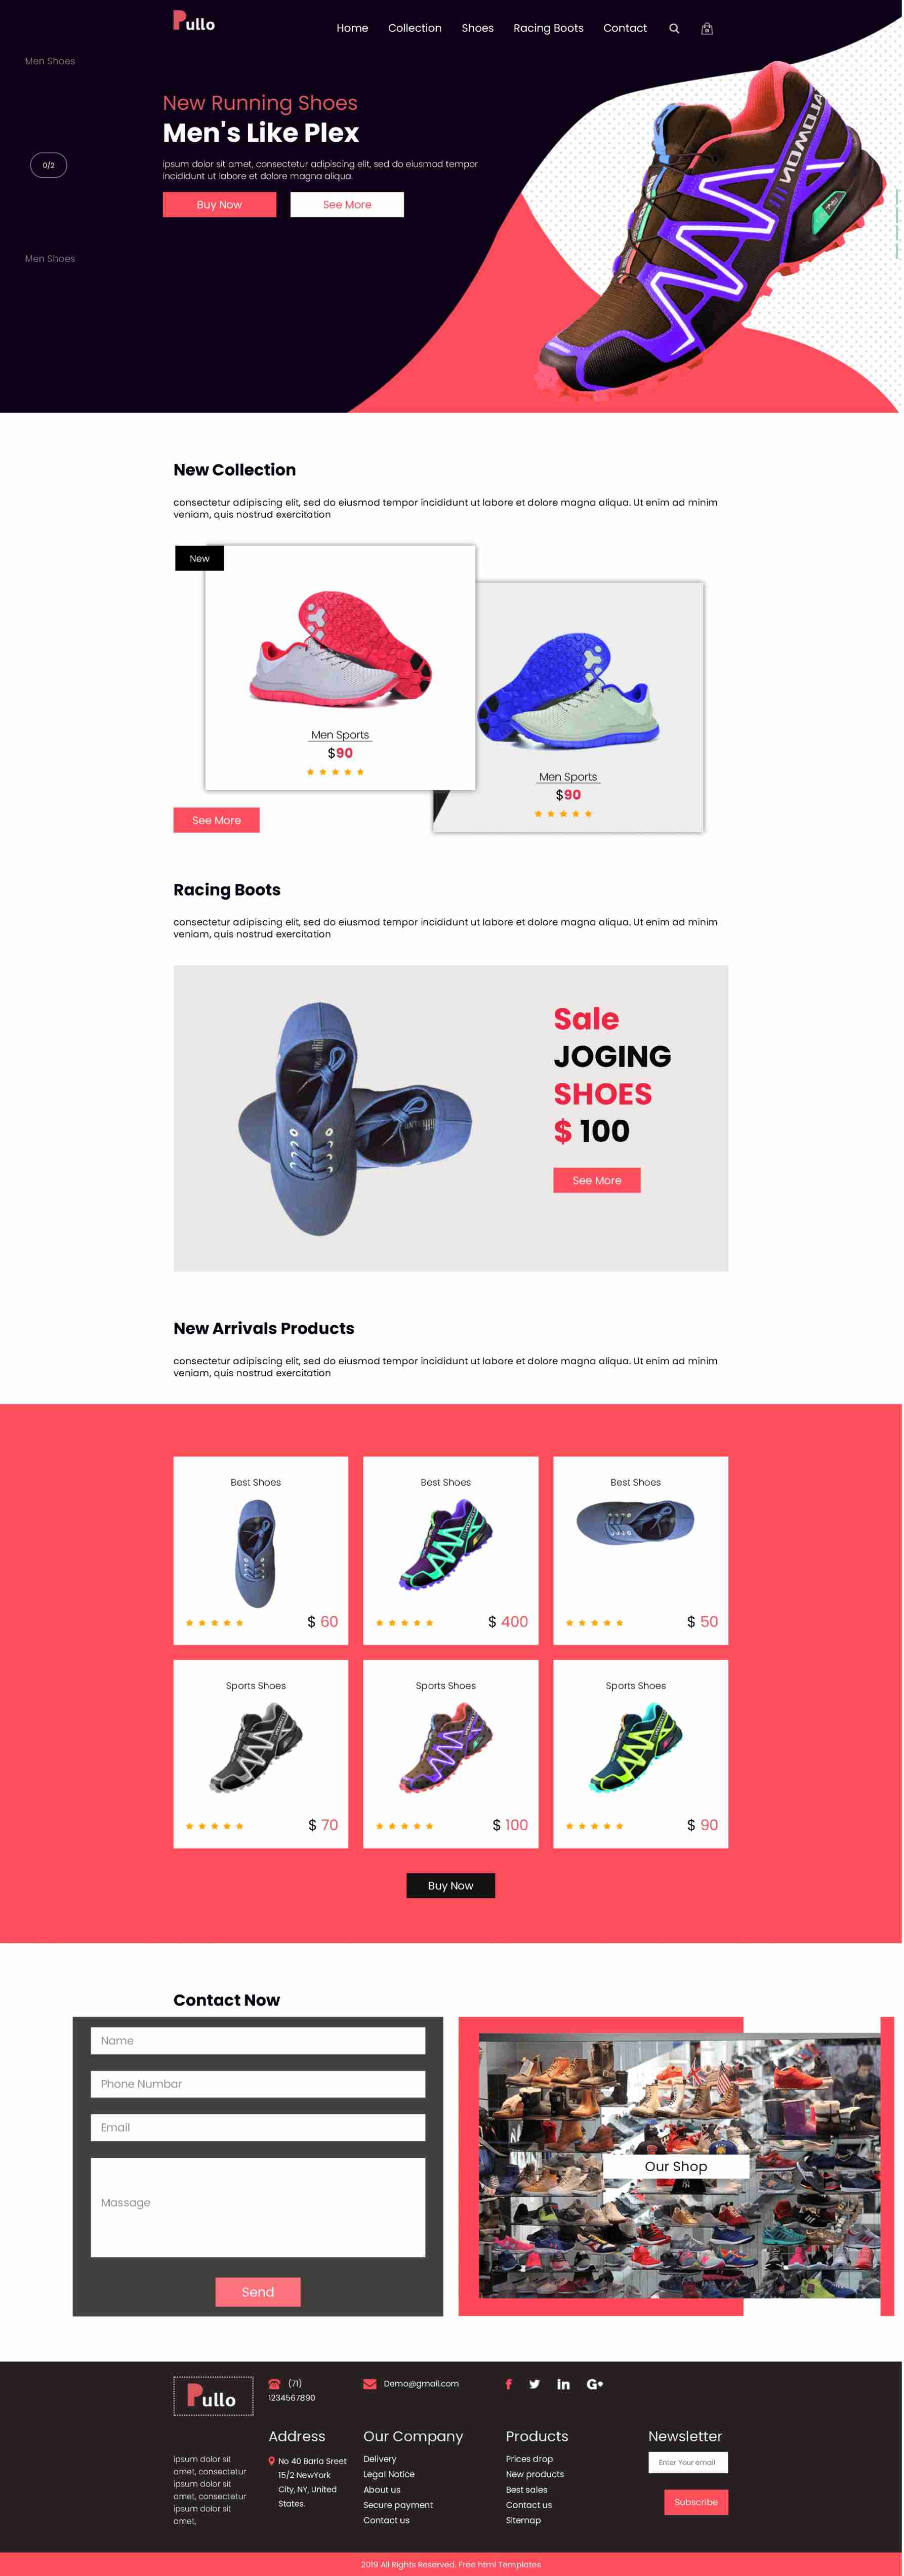 Pullo
Home Collection Shoes Racing Boots Contact
Men Shoes
New Running Shoes
Men's Like Plex
0/2
ipsum dolor sit amet, consectetur adipiscing elit, sed do eiusmod tempor
incididunt ut labore et dolore magna aliqua.
Buy Now See More
Men Shoes
New Collection
consectetur adipiscing elit, sed do eiusmod tempor incididunt ut labore et dolore magna aliqua. Ut enim ad minim
veniam, quis nostrud exercitation
New
Men Sports
$90
Men Sports
$90
See More
Racing Boots
consectetur adipiscing elit, sed do eiusmod tempor incididunt ut labore et dolore magna aliqua. Ut enim ad minim
veniam, quis nostrud exercitation
Sale
JOGING
SHOES
$ 100
See More
New Arrivals Products
consectetur adipiscing elit, sed do eiusmod tempor incididunt ut labore et dolore magna aliqua. Ut enim ad minim
veniam, quis nostrud exercitation
Best Shoes Best Shoes Best Shoes
$ 60 $ 400 $ 50
Sports Shoes Sports Shoes Sports Shoes
$ 70 $ 100 $ 90
Buy Now
Contact Now
Name
Phone Numbar
Email
Massage
Send
Our Shop
Pullo
(71)
1234567890
Demo@gmail.com
f in G+
ipsum dolor sit
amet, consectetur
ipsum dolor sit
amet, consectetur
ipsum dolor sit
amet,
Address
No 40 Baria Sreet
15/2 NewYork
City, NY, United
States.
Our Company
Delivery
Legal Notice
About us
Secure payment
Contact us
Products
Prices drop
New products
Best sales
Contact us
Sitemap
Newsletter
Enter Your email
Subscribe
2019 All Rights Reserved. Free html Templates